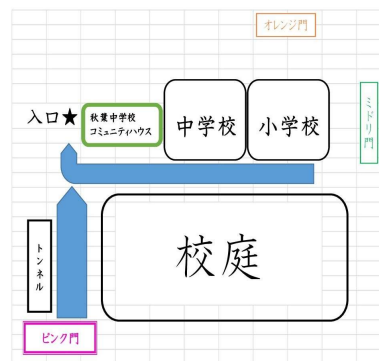 オレンジ門
入口★
秋葉中学校
コミュニティハウス
中学校
小学校
ミドリ門
校庭
トンネル
ピンク門